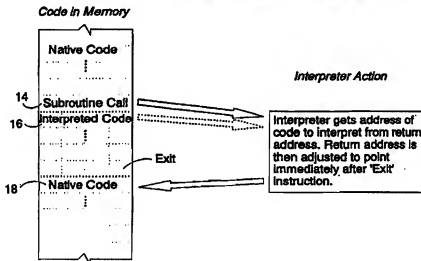 Code in Memory
Native Code
14
Subroutine Call
16
Interpreted Code
Exit
18
Native Code
Interpreter Action
Interpreter gets address of
code to interpret from return
address. Return address is
then adjusted to point
immediately after 'Exit'
instruction.